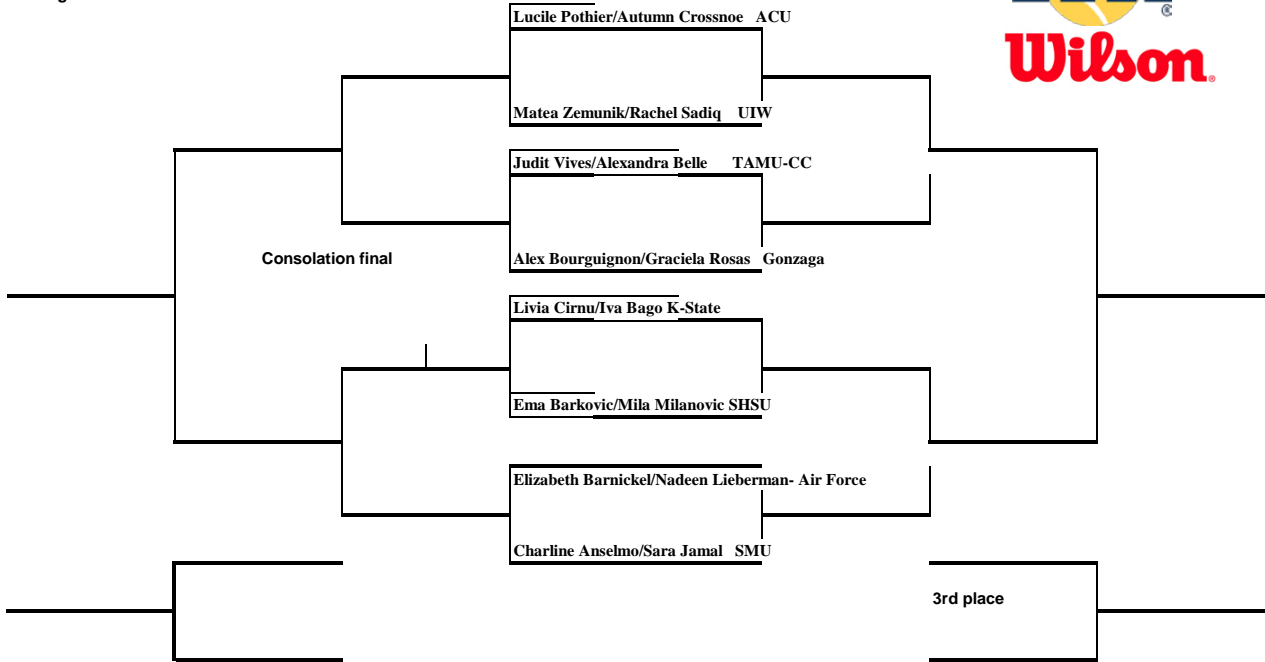 Lucile Pothier/Autumn Crossnoe ACU
®
Wilson.
Matea Zemunik/Rachel Sadiq UIW
Judit Vives/Alexandra Belle TAMU-CC
Consolation final
Alex Bourguignon/Graciela Rosas Gonzaga
Livia Cirnu/Iva Bago K-State
Ema Barkovic/Mila Milanovic SHSU
Elizabeth Barnickel/Nadeen Lieberman- Air Force
Charline Anselmo/Sara Jamal SMU
3rd place